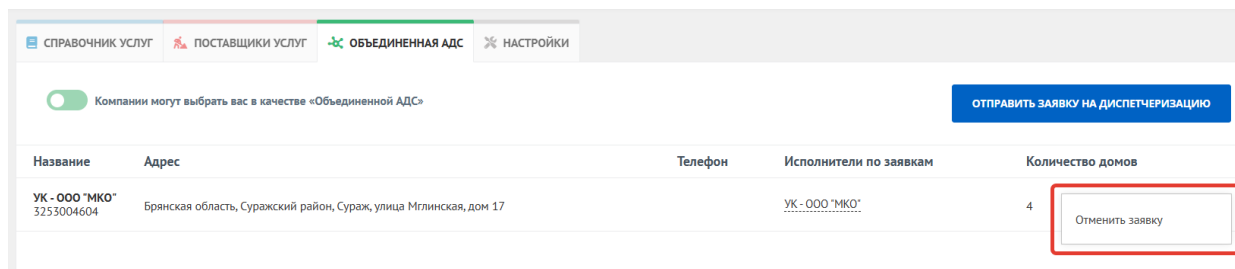 СПРАВОЧНИК УСЛУГ ПОСТАВЩИКИ УСЛУГ ОБЪЕДИНЕННАЯ АДС НАСТРОЙКИ
Компании могут выбрать вас в качестве «Объединенной АДС»
ОТПРАВИТЬ ЗАЯВКУ НА ДИСПЕТЧЕРИЗАЦИЮ
Название Адрес Телефон Исполнители по заявкам Количество домов
УК - ООО "МКО"
3253004604
Брянская область, Суражский район, Сураж, улица Мглинская, дом 17
УК - ООО "МКО"
4
Отменить заявку